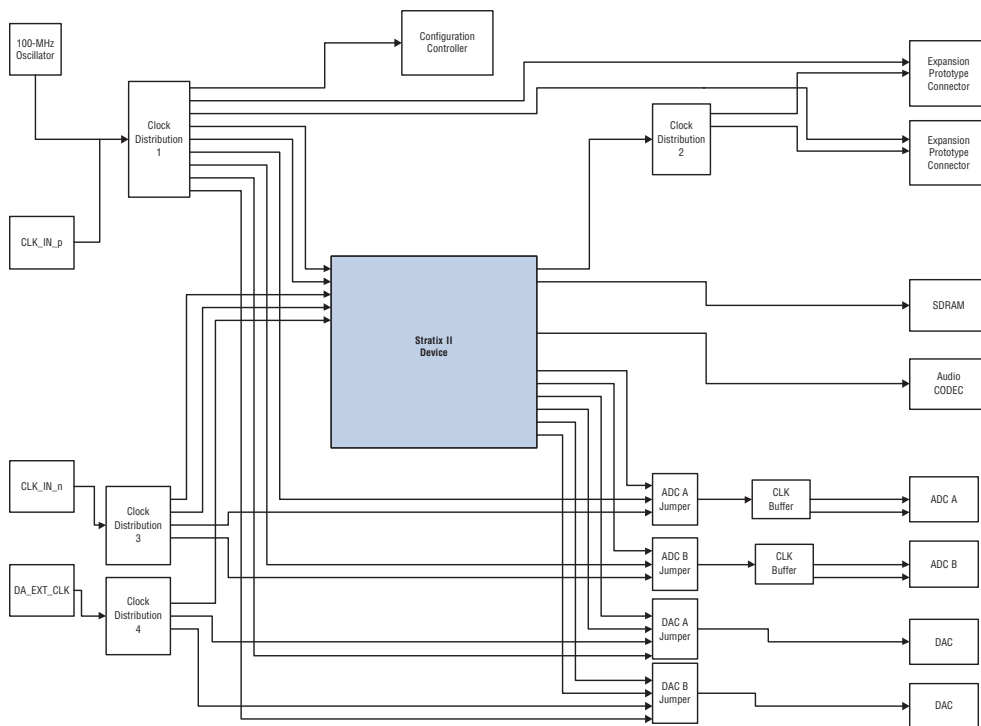 100-MHz
Oscillator
Configuration
Controller
Expansion
Prototype
Connector
Clock
Distribution
1
Clock
Distribution
2
Expansion
Prototype
Connector
CLK_IN_p
Stratix II
Device
SDRAM
Audio
CODEC
CLK_IN_n
Clock
Distribution
3
ADC A
Jumper
CLK
Buffer
ADC A
ADC B
Jumper
CLK
Buffer
ADC B
DA_EXT_CLK
Clock
Distribution
4
DAC A
Jumper
DAC
DAC B
Jumper
DAC